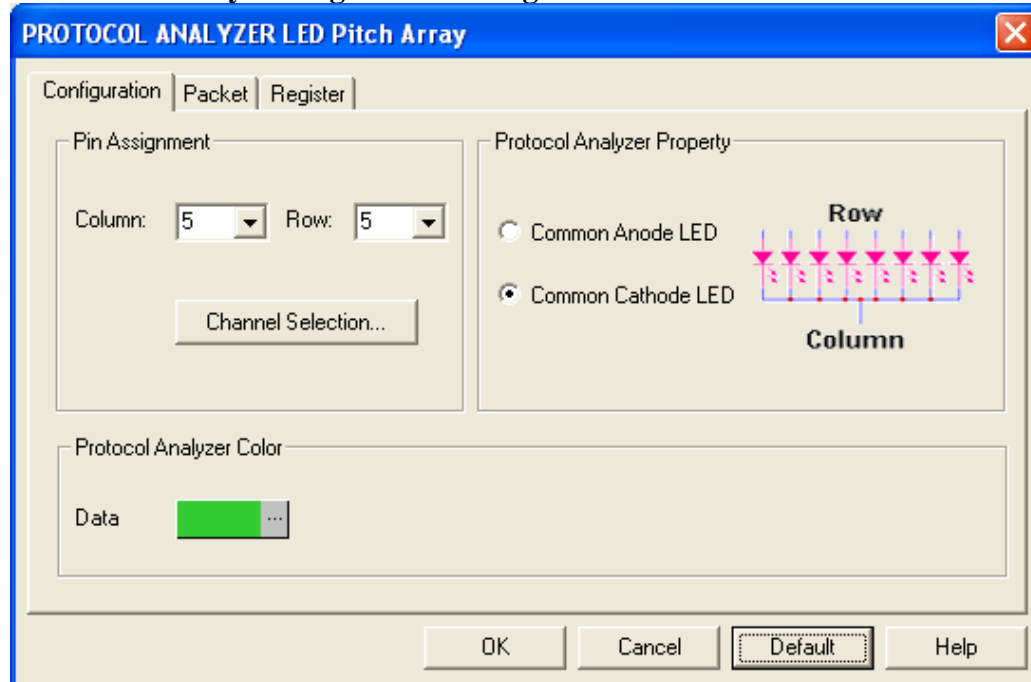 PROTOCOL ANALYZER LED Pitch Array
Configuration Packet Register
Pin Assignment
Column: 5 Row: 5
Channel Selection...
Protocol Analyzer Property
Common Anode LED
Common Cathode LED
Row
Column
Protocol Analyzer Color
Data ...
OK Cancel Default Help